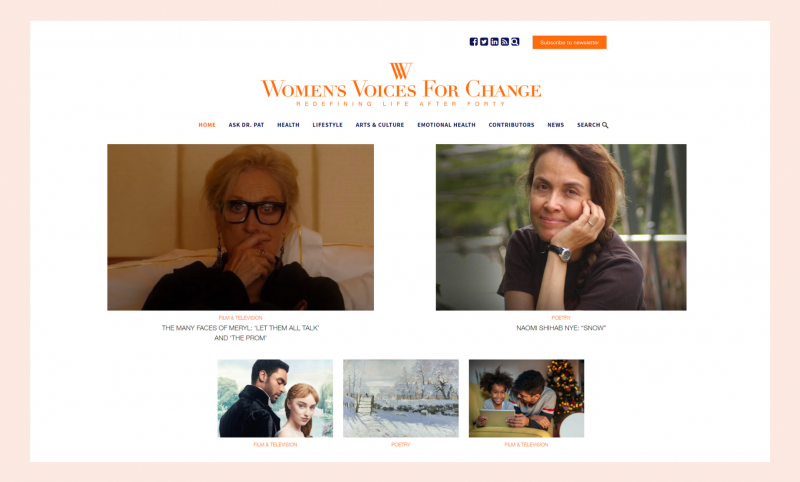 Subscribe to newsletter
WOMEN'S VOICES FOR CHANGE
REDEFINING LIFE AFTER FORTY
HOME ASK DR. PAT HEALTH LIFESTYLE ARTS & CULTURE EMOTIONAL HEALTH CONTRIBUTORS NEWS SEARCH
FILM & TELEVISION
THE MANY FACES OF MERYL: 'LET THEM ALL TALK'
AND 'THE PROM'
POETRY
NAOMI SHIHAB NYE: "SNOW"
FILM & TELEVISION
POETRY
FILM & TELEVISION